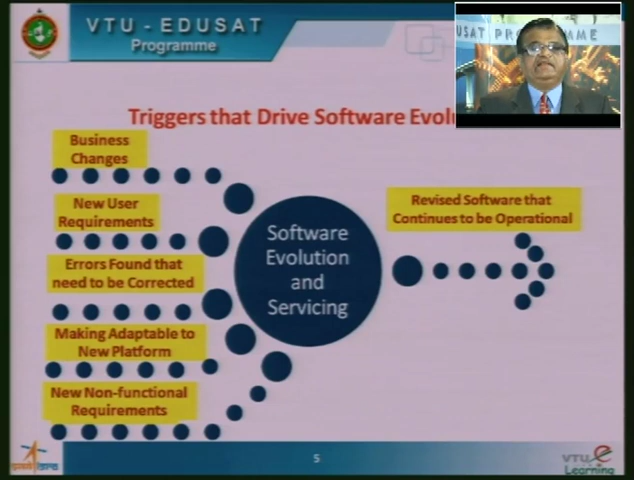 VTU - EDUSAT
Programme
USAT PROGRAMME
Triggers that Drive Software Evolu
Business
Changes
New User
Requirements
Errors Found that
need to be Corrected
Making Adaptable to
New Platform
New Non-functional
Requirements
Software
Evolution
and
Servicing
Revised Software that
Continues to be Operational
5
VTU e
Learning